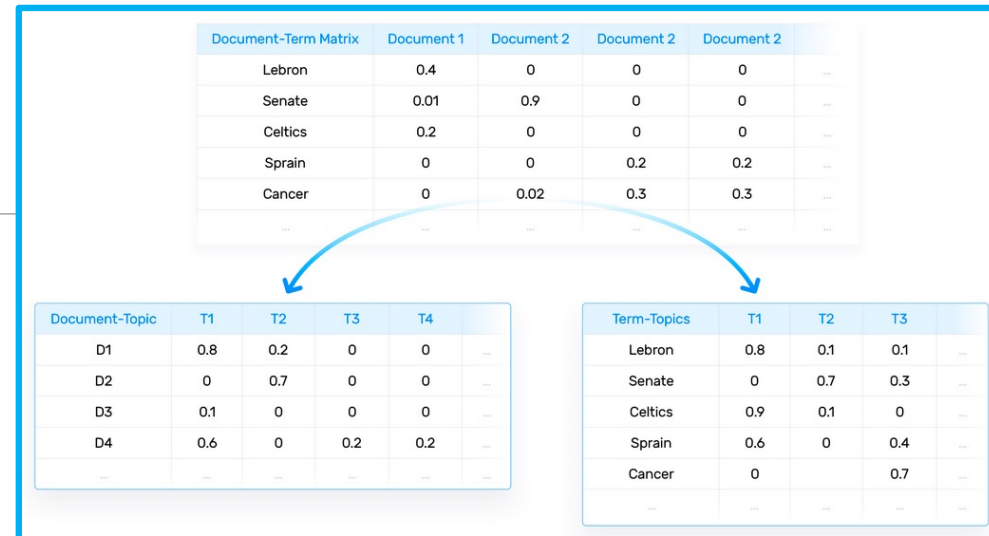 Document-Term Matrix Document 1 Document 2 Document 2 Document 2
Lebron 0.4 0 0 0 ...
Senate 0.01 0.9 0 0 ...
Celtics 0.2 0 0 0 ...
Sprain 0 0 0.2 0.2 ...
Cancer 0 0.02 0.3 0.3 ...
... ... ... ... ... ...
Document-Topic T1 T2 T3 T4
D1 0.8 0.2 0 0 ...
D2 0 0.7 0 0 ...
D3 0.1 0 0 0 ...
D4 0.6 0 0.2 0.2 ...
... ... ... ... ... ...
Term-Topics T1 T2 T3
Lebron 0.8 0.1 0.1 ...
Senate 0 0.7 0.3 ...
Celtics 0.9 0.1 0 ...
Sprain 0.6 0 0.4 ...
Cancer 0 0.7 ...
... ... ... ... ...